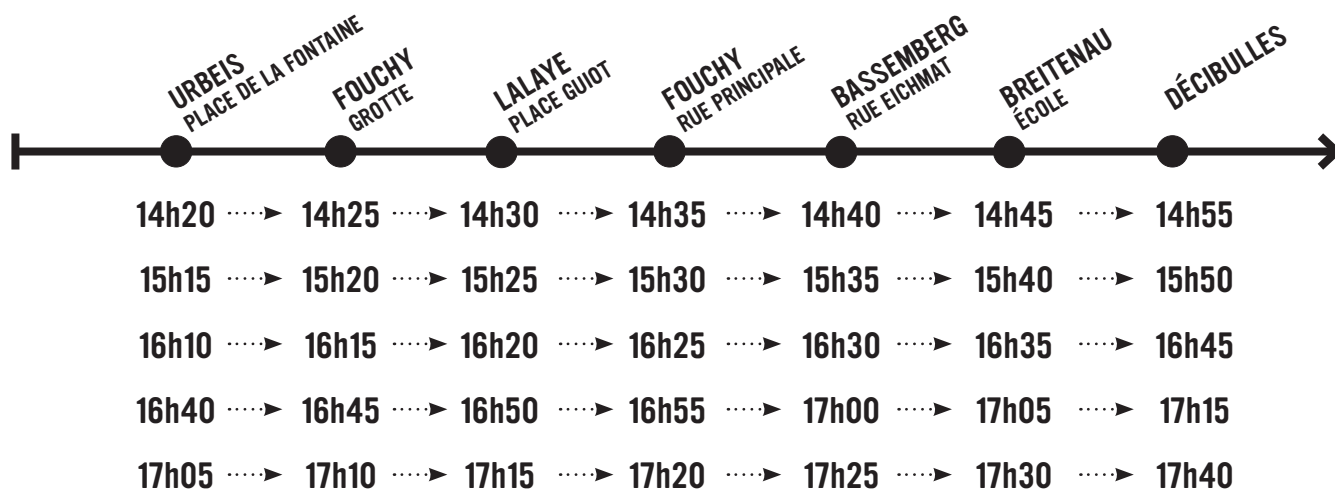 URBEIS
PLACE DE LA FONTAINE
FOUCHY
GROTTE
LALAYE
PLACE GUIOT
FOUCHY
RUE PRINCIPALE
BASSEMBERG
RUE EICHMAT
BREITENAU
ÉCOLE
DÉCIBULLES
14h20 14h25 14h30 14h35 14h40 14h45 14h55
15h15 15h20 15h25 15h30 15h35 15h40 15h50
16h10 16h15 16h20 16h25 16h30 16h35 16h45
16h40 16h45 16h50 16h55 17h00 17h05 17h15
17h05 17h10 17h15 17h20 17h25 17h30 17h40